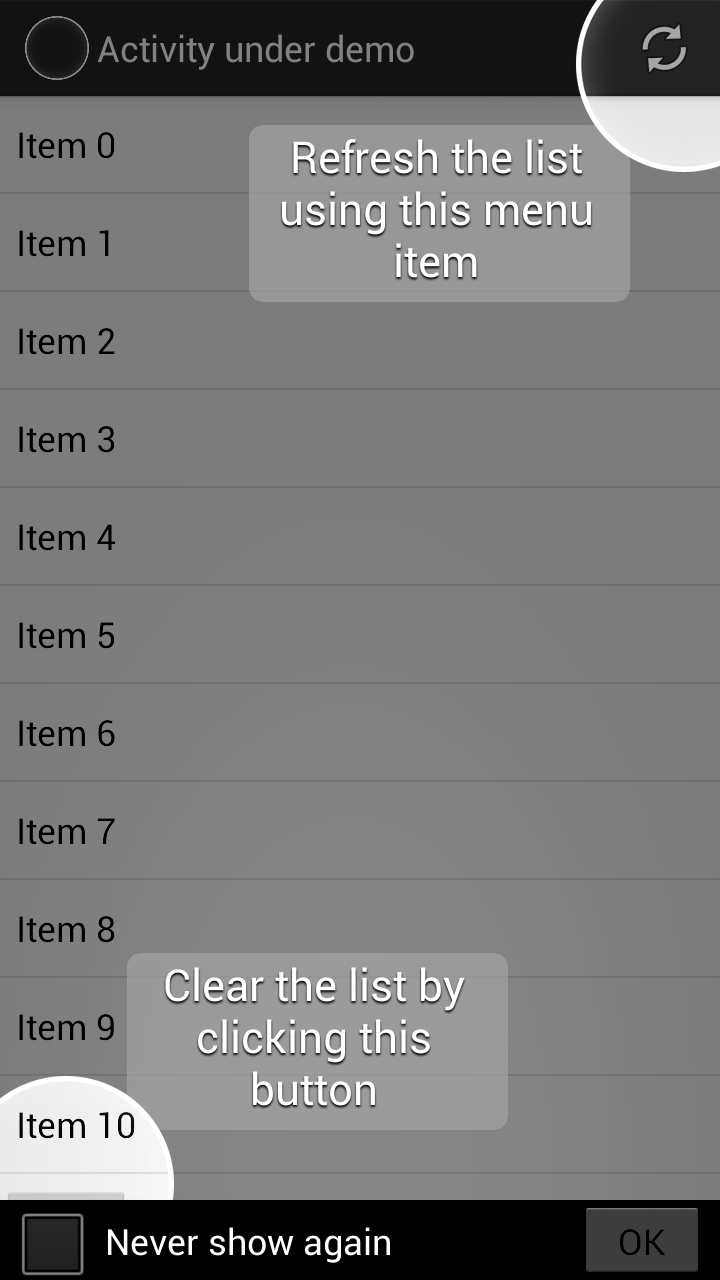 Activity under demo
Item 0
Refresh the list
using this menu
item
Item 1
Item 2
Item 3
Item 4
Item 5
Item 6
Item 7
Item 8
Clear the list by
clicking this
button
Item 9
Item 10
Never show again
OK